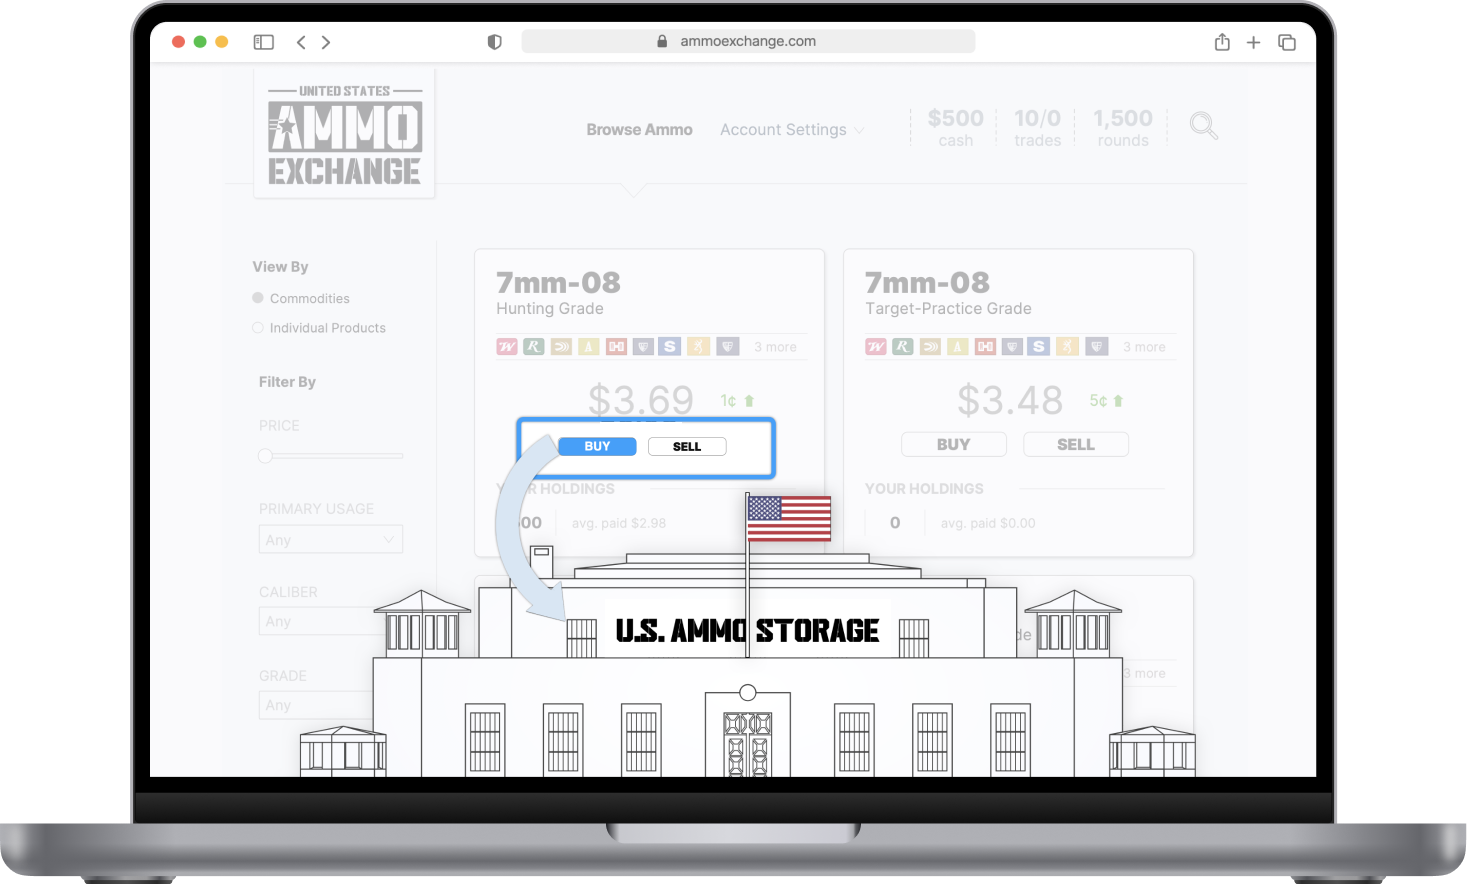 ammoexchange.com
UNITED STATES
AMMO
EXCHANGE
Browse Ammo
Account Settings
$500
cash
10/0
trades
1,500
rounds
View By
Commodities
Individual Products
Filter By
PRICE
PRIMARY USAGE
Any
CALIBER
Any
GRADE
Any
7mm-08
Hunting Grade
W R A H S
3 more
$3.69
1¢
BUY
SELL
YOUR HOLDINGS
00
avg. paid $2.98
7mm-08
Target-Practice Grade
W R A H S
3 more
$3.48
5¢
BUY
SELL
YOUR HOLDINGS
0
avg. paid $0.00
de
3 more
U.S. AMMO STORAGE